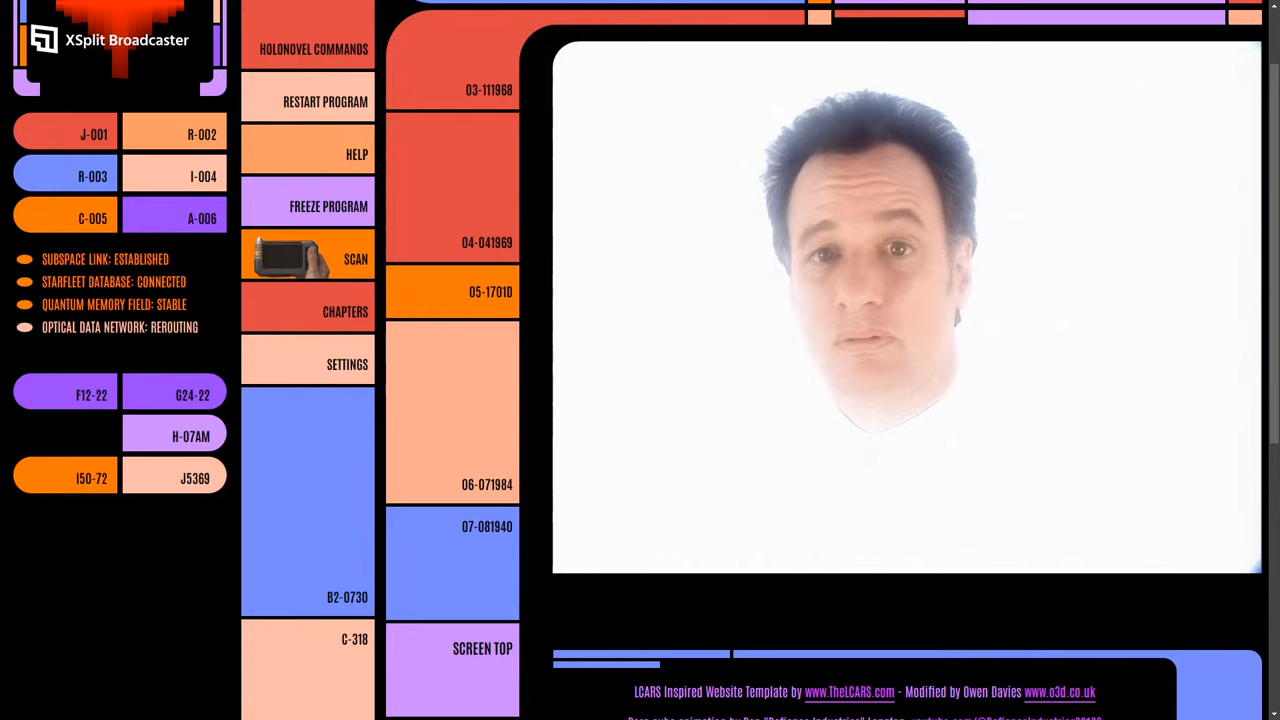 XSplit Broadcaster
J-001
R-002
R-003
I-004
C-005
A-006
SUBSPACE LINK: ESTABLISHED
STARFLEET DATABASE: CONNECTED
QUANTUM MEMORY FIELD: STABLE
OPTICAL DATA NETWORK: REROUTING
F12-22
G24-22
H-07AM
I50-72
J5369
HOLONOVEL COMMANDS
RESTART PROGRAM
HELP
FREEZE PROGRAM
SCAN
CHAPTERS
SETTINGS
B2-0730
C-318
03-111968
04-041969
05-1701D
06-071984
07-081940
SCREEN TOP
LCARS Inspired Website Template by www.TheLCARS.com - Modified by Owen Davies www.o3d.co.uk